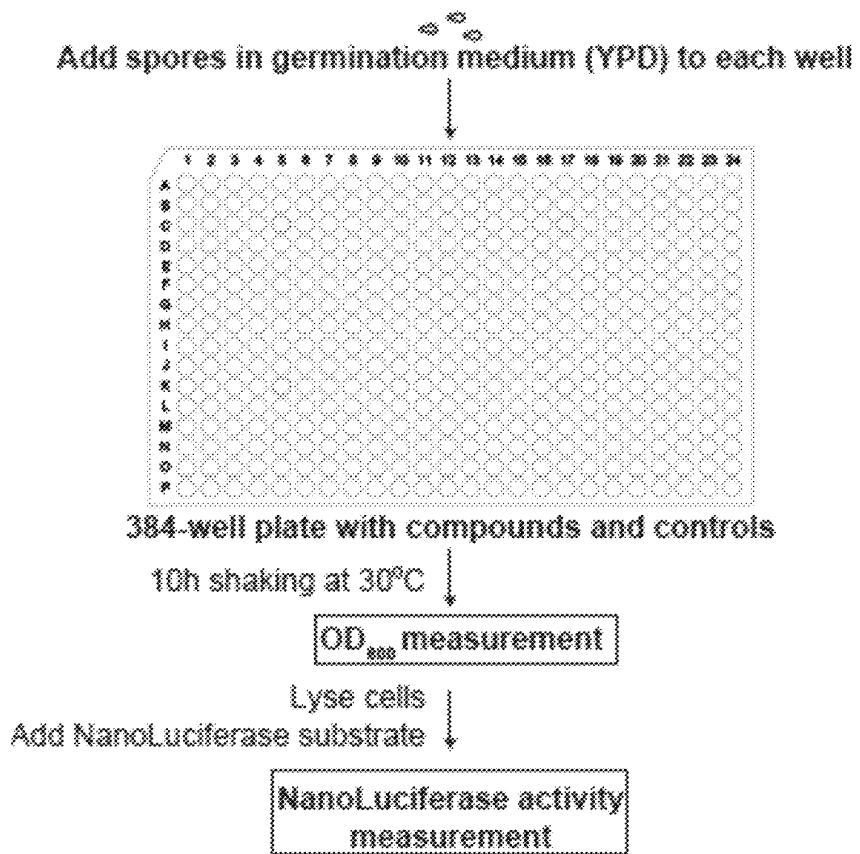 Add spores in germination medium (YPD) to each well
1 2 3 4 5 6 7 8 9 10 11 12 13 14 15 16 17 18 19 20 21 22 23 24
A
B
C
D
E
F
G
H
I
J
K
L
M
N
O
P
384-well plate with compounds and controls
10h shaking at 30°C
OD600 measurement
Lyse cells
Add NanoLuciferase substrate
NanoLuciferase activity
measurement